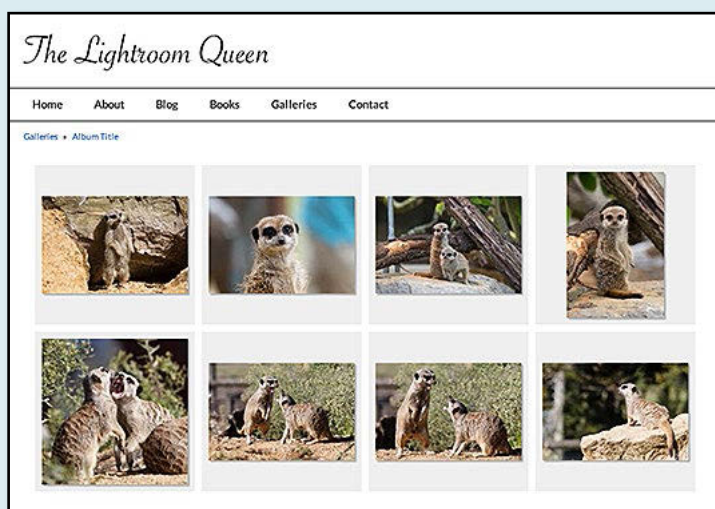 The Lightroom Queen
Home About Blog Books Galleries Contact
Galleries • Album Title